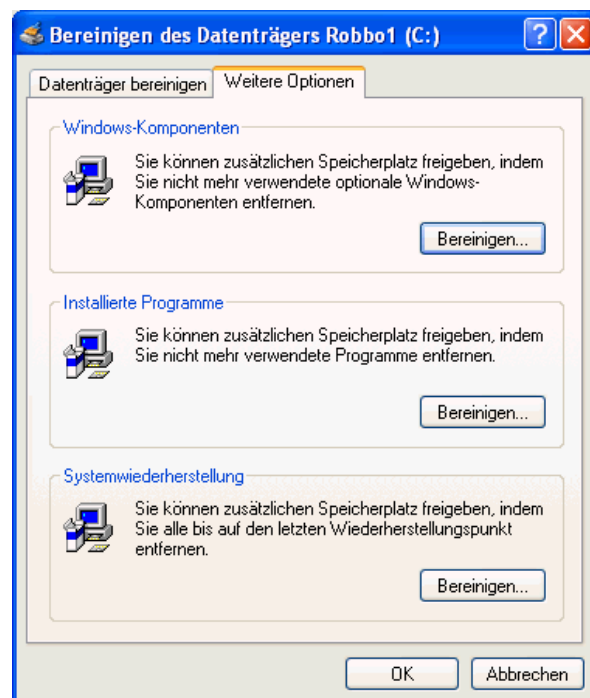 Bereinigen des Datenträgers Robbo1 (C:)
Datenträger bereinigen
Weitere Optionen
Windows-Komponenten
Sie können zusätzlichen Speicherplatz freigeben, indem
Sie nicht mehr verwendete optionale Windows-
Komponenten entfernen.
Bereinigen...
Installierte Programme
Sie können zusätzlichen Speicherplatz freigeben, indem
Sie nicht mehr verwendete Programme entfernen.
Bereinigen...
Systemwiederherstellung
Sie können zusätzlichen Speicherplatz freigeben, indem
Sie alle bis auf den letzten Wiederherstellungspunkt
entfernen.
Bereinigen...
OK
Abbrechen